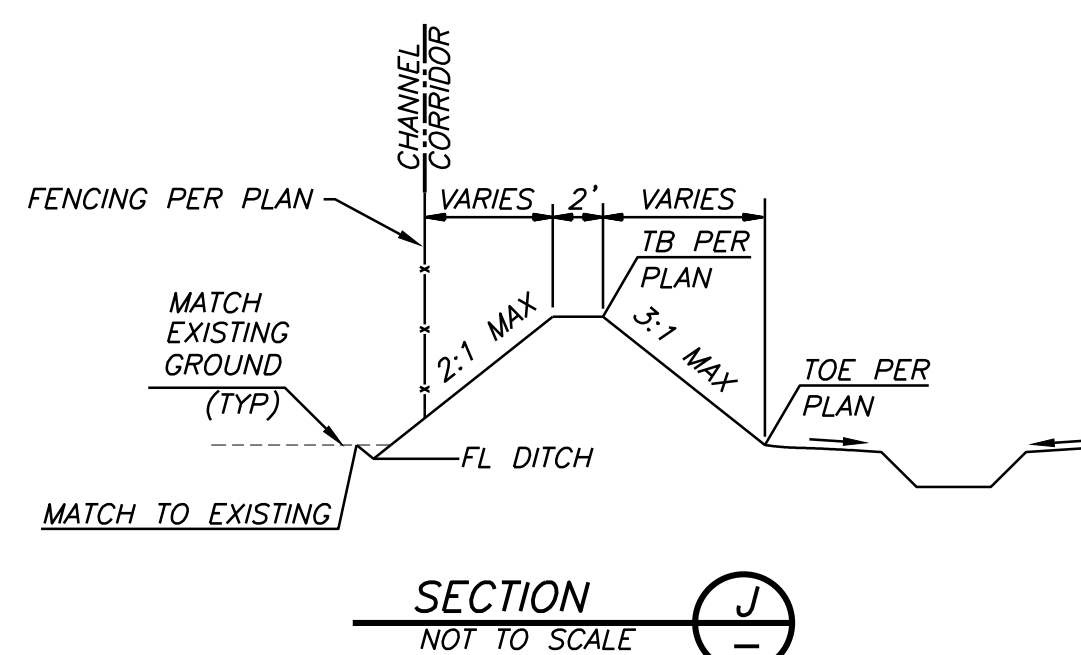 CHANNEL
CORRIDOR
FENCING PER PLAN
VARIES
2'
VARIES
TB PER
PLAN
MATCH
EXISTING
GROUND
(TYP)
2:1 MAX
3:1 MAX
TOE PER
PLAN
FL DITCH
MATCH TO EXISTING
SECTION
J
NOT TO SCALE
–